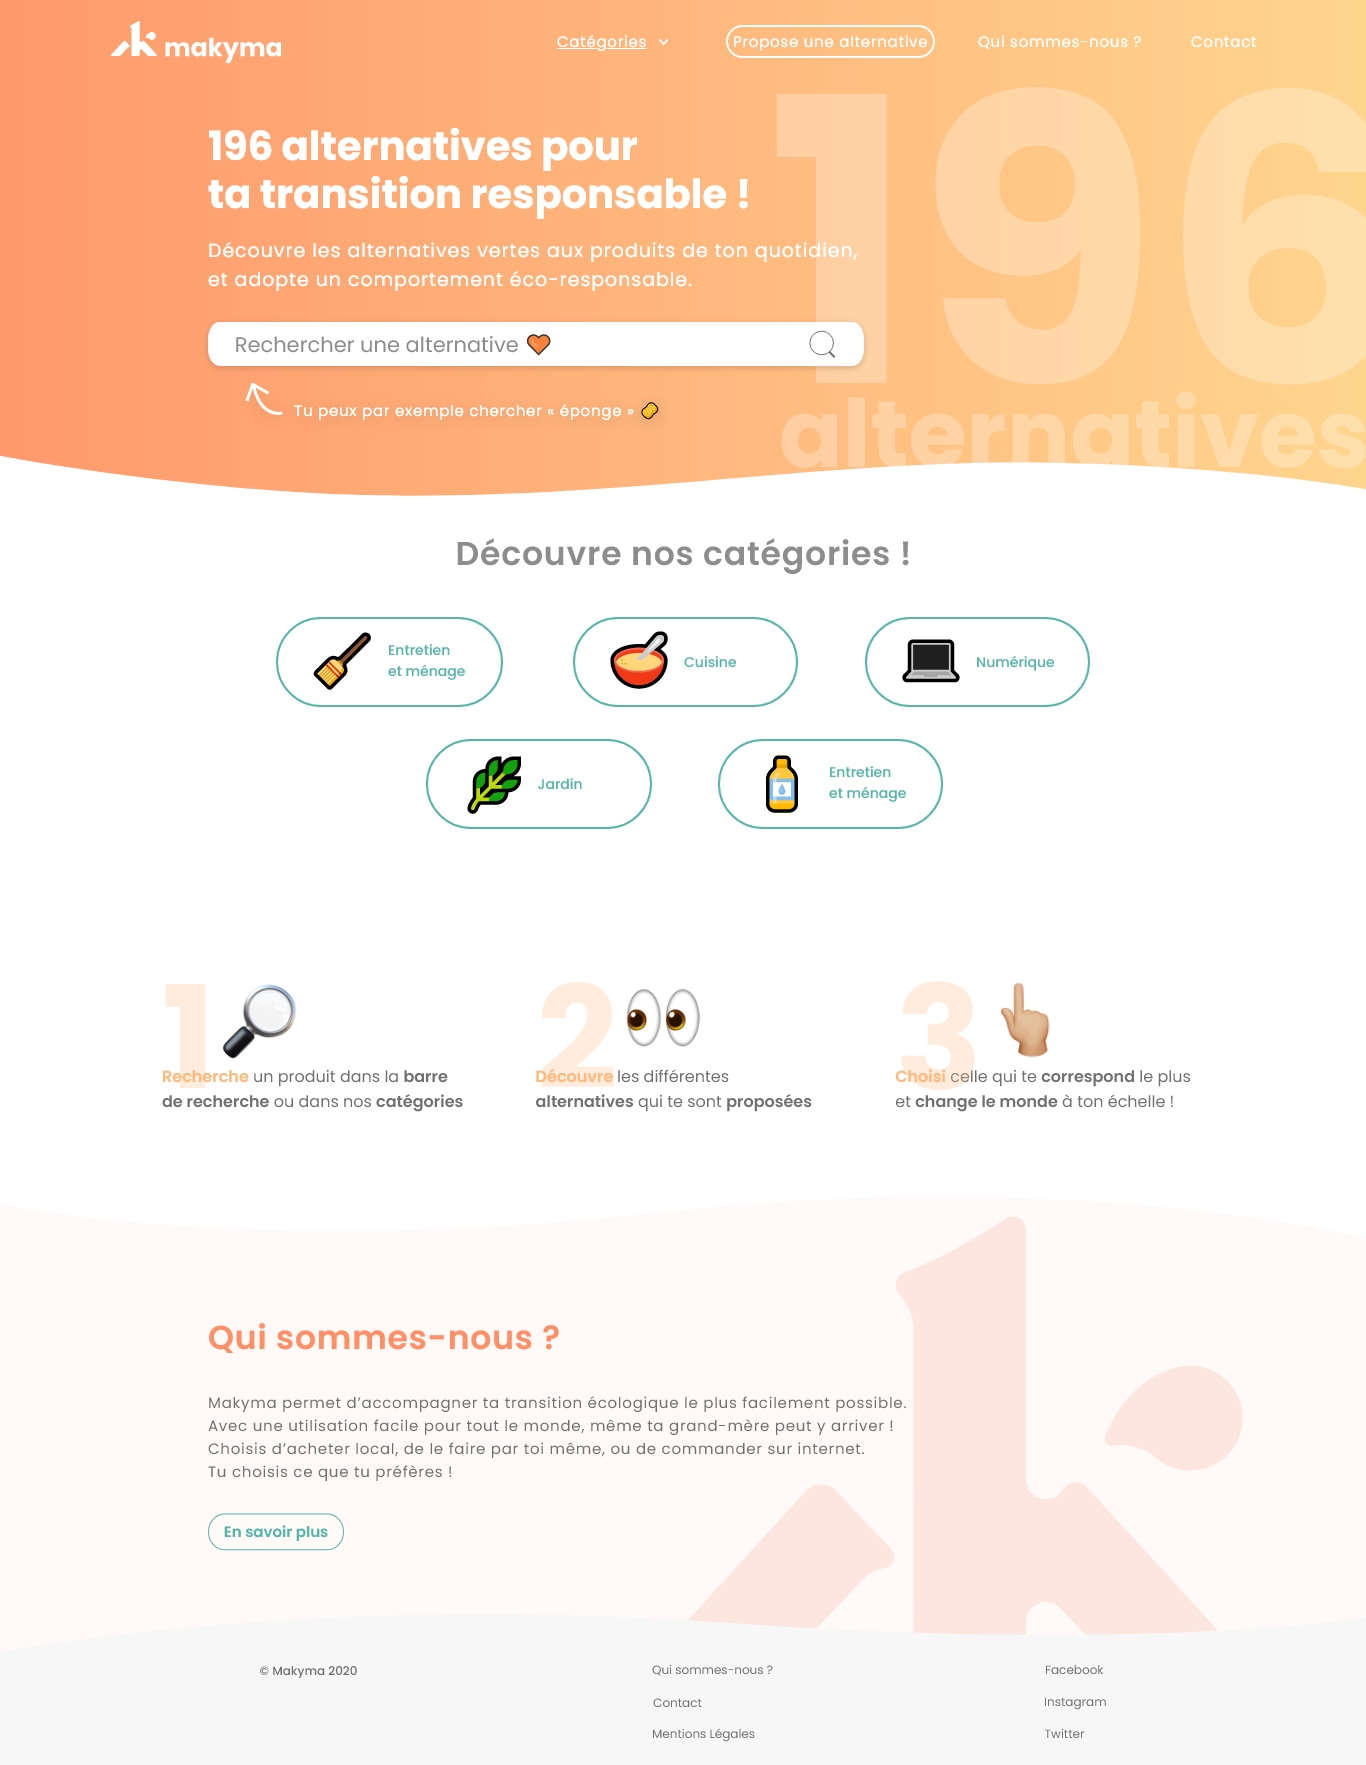 makyma
Catégories
Propose une alternative
Qui sommes-nous ?
Contact
196 alternatives pour
ta transition responsable !
196
alternatives
Découvre les alternatives vertes aux produits de ton quotidien,
et adopte un comportement éco-responsable.
Rechercher une alternative 🧡
Tu peux par exemple chercher « éponge »
Découvre nos catégories !
Entretien
et ménage
Cuisine
Numérique
Jardin
Entretien
et ménage
1
Recherche un produit dans la barre
de recherche ou dans nos catégories
2
Découvre les différentes
alternatives qui te sont proposées
3
Choisi celle qui te correspond le plus
et change le monde à ton échelle !
Qui sommes-nous ?
Makyma permet d’accompagner ta transition écologique le plus facilement possible.
Avec une utilisation facile pour tout le monde, même ta grand-mère peut y arriver !
Choisis d’acheter local, de le faire par toi même, ou de commander sur internet.
Tu choisis ce que tu préfères !
En savoir plus
© Makyma 2020
Qui sommes-nous ?
Contact
Mentions Légales
Facebook
Instagram
Twitter